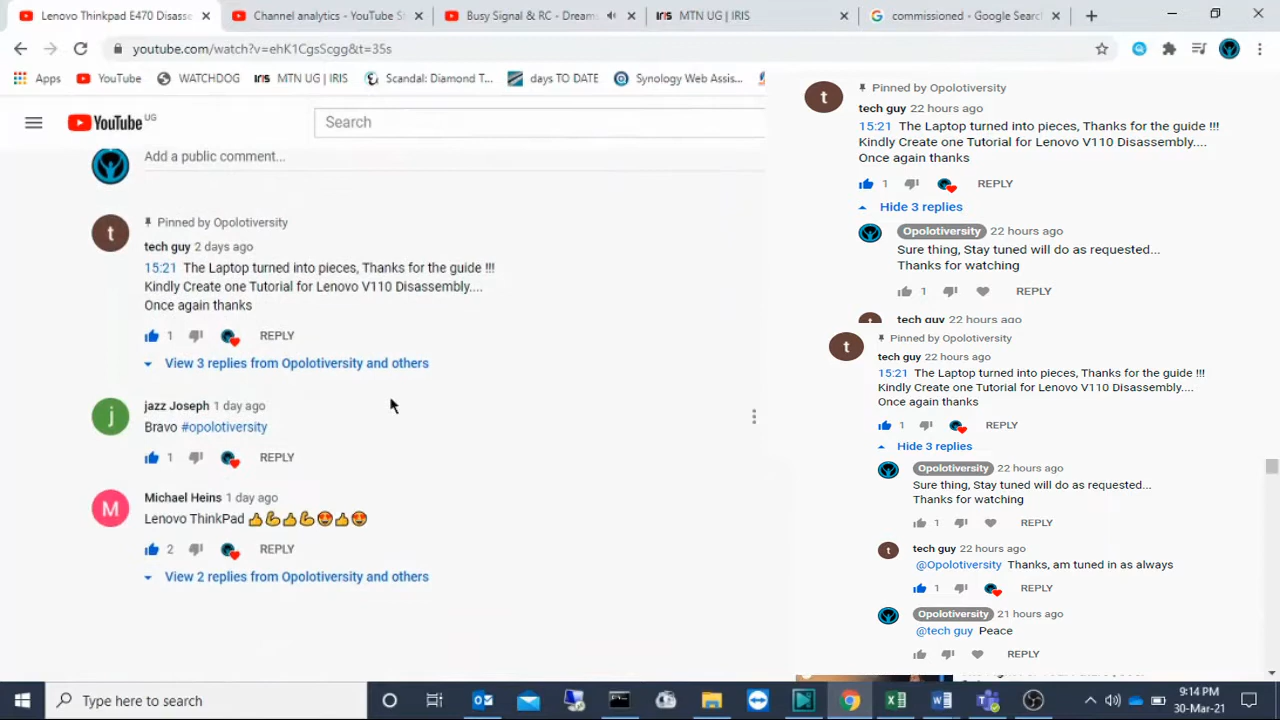 Lenovo Thinkpad E470 Disasse
Channel analytics - YouTube S
Busy Signal & RC - Dream
MTN UG | IRIS
commissioned - Google Searc
youtube.com/watch?v=ehK1CgsScgg&t=35s
Apps
YouTube
WATCHDOG
MTN UG | IRIS
Scandal: Diamond T...
days TO DATE
Synology Web Assis...
YouTube UG
Search
Add a public comment...
Pinned by Opolotiversity
tech guy 2 days ago
15:21 The Laptop turned into pieces, Thanks for the guide !!!
Kindly Create one Tutorial for Lenovo V110 Disassembly....
Once again thanks
1 REPLY
View 3 replies from Opolotiversity and others
j
jazz Joseph 1 day ago
Bravo #opolotiversity
1 REPLY
M
Michael Heins 1 day ago
Lenovo ThinkPad 👍💪👍💪😍👍😍
2 REPLY
View 2 replies from Opolotiversity and others
t
Pinned by Opolotiversity
tech guy 22 hours ago
15:21 The Laptop turned into pieces, Thanks for the guide !!!
Kindly Create one Tutorial for Lenovo V110 Disassembly....
Once again thanks
1 REPLY
Hide 3 replies
Opolotiversity 22 hours ago
Sure thing, Stay tuned will do as requested...
Thanks for watching
1 REPLY
tech guy 22 hours ago
t
Pinned by Opolotiversity
tech guy 22 hours ago
15:21 The Laptop turned into pieces, Thanks for the guide !!!
Kindly Create one Tutorial for Lenovo V110 Disassembly....
Once again thanks
1 REPLY
Hide 3 replies
Opolotiversity 22 hours ago
Sure thing, Stay tuned will do as requested...
Thanks for watching
1 REPLY
t
tech guy 22 hours ago
@Opolotiversity Thanks, am tuned in as always
1 REPLY
Opolotiversity 21 hours ago
@tech guy Peace
REPLY
Type here to search
9:14 PM
30-Mar-21